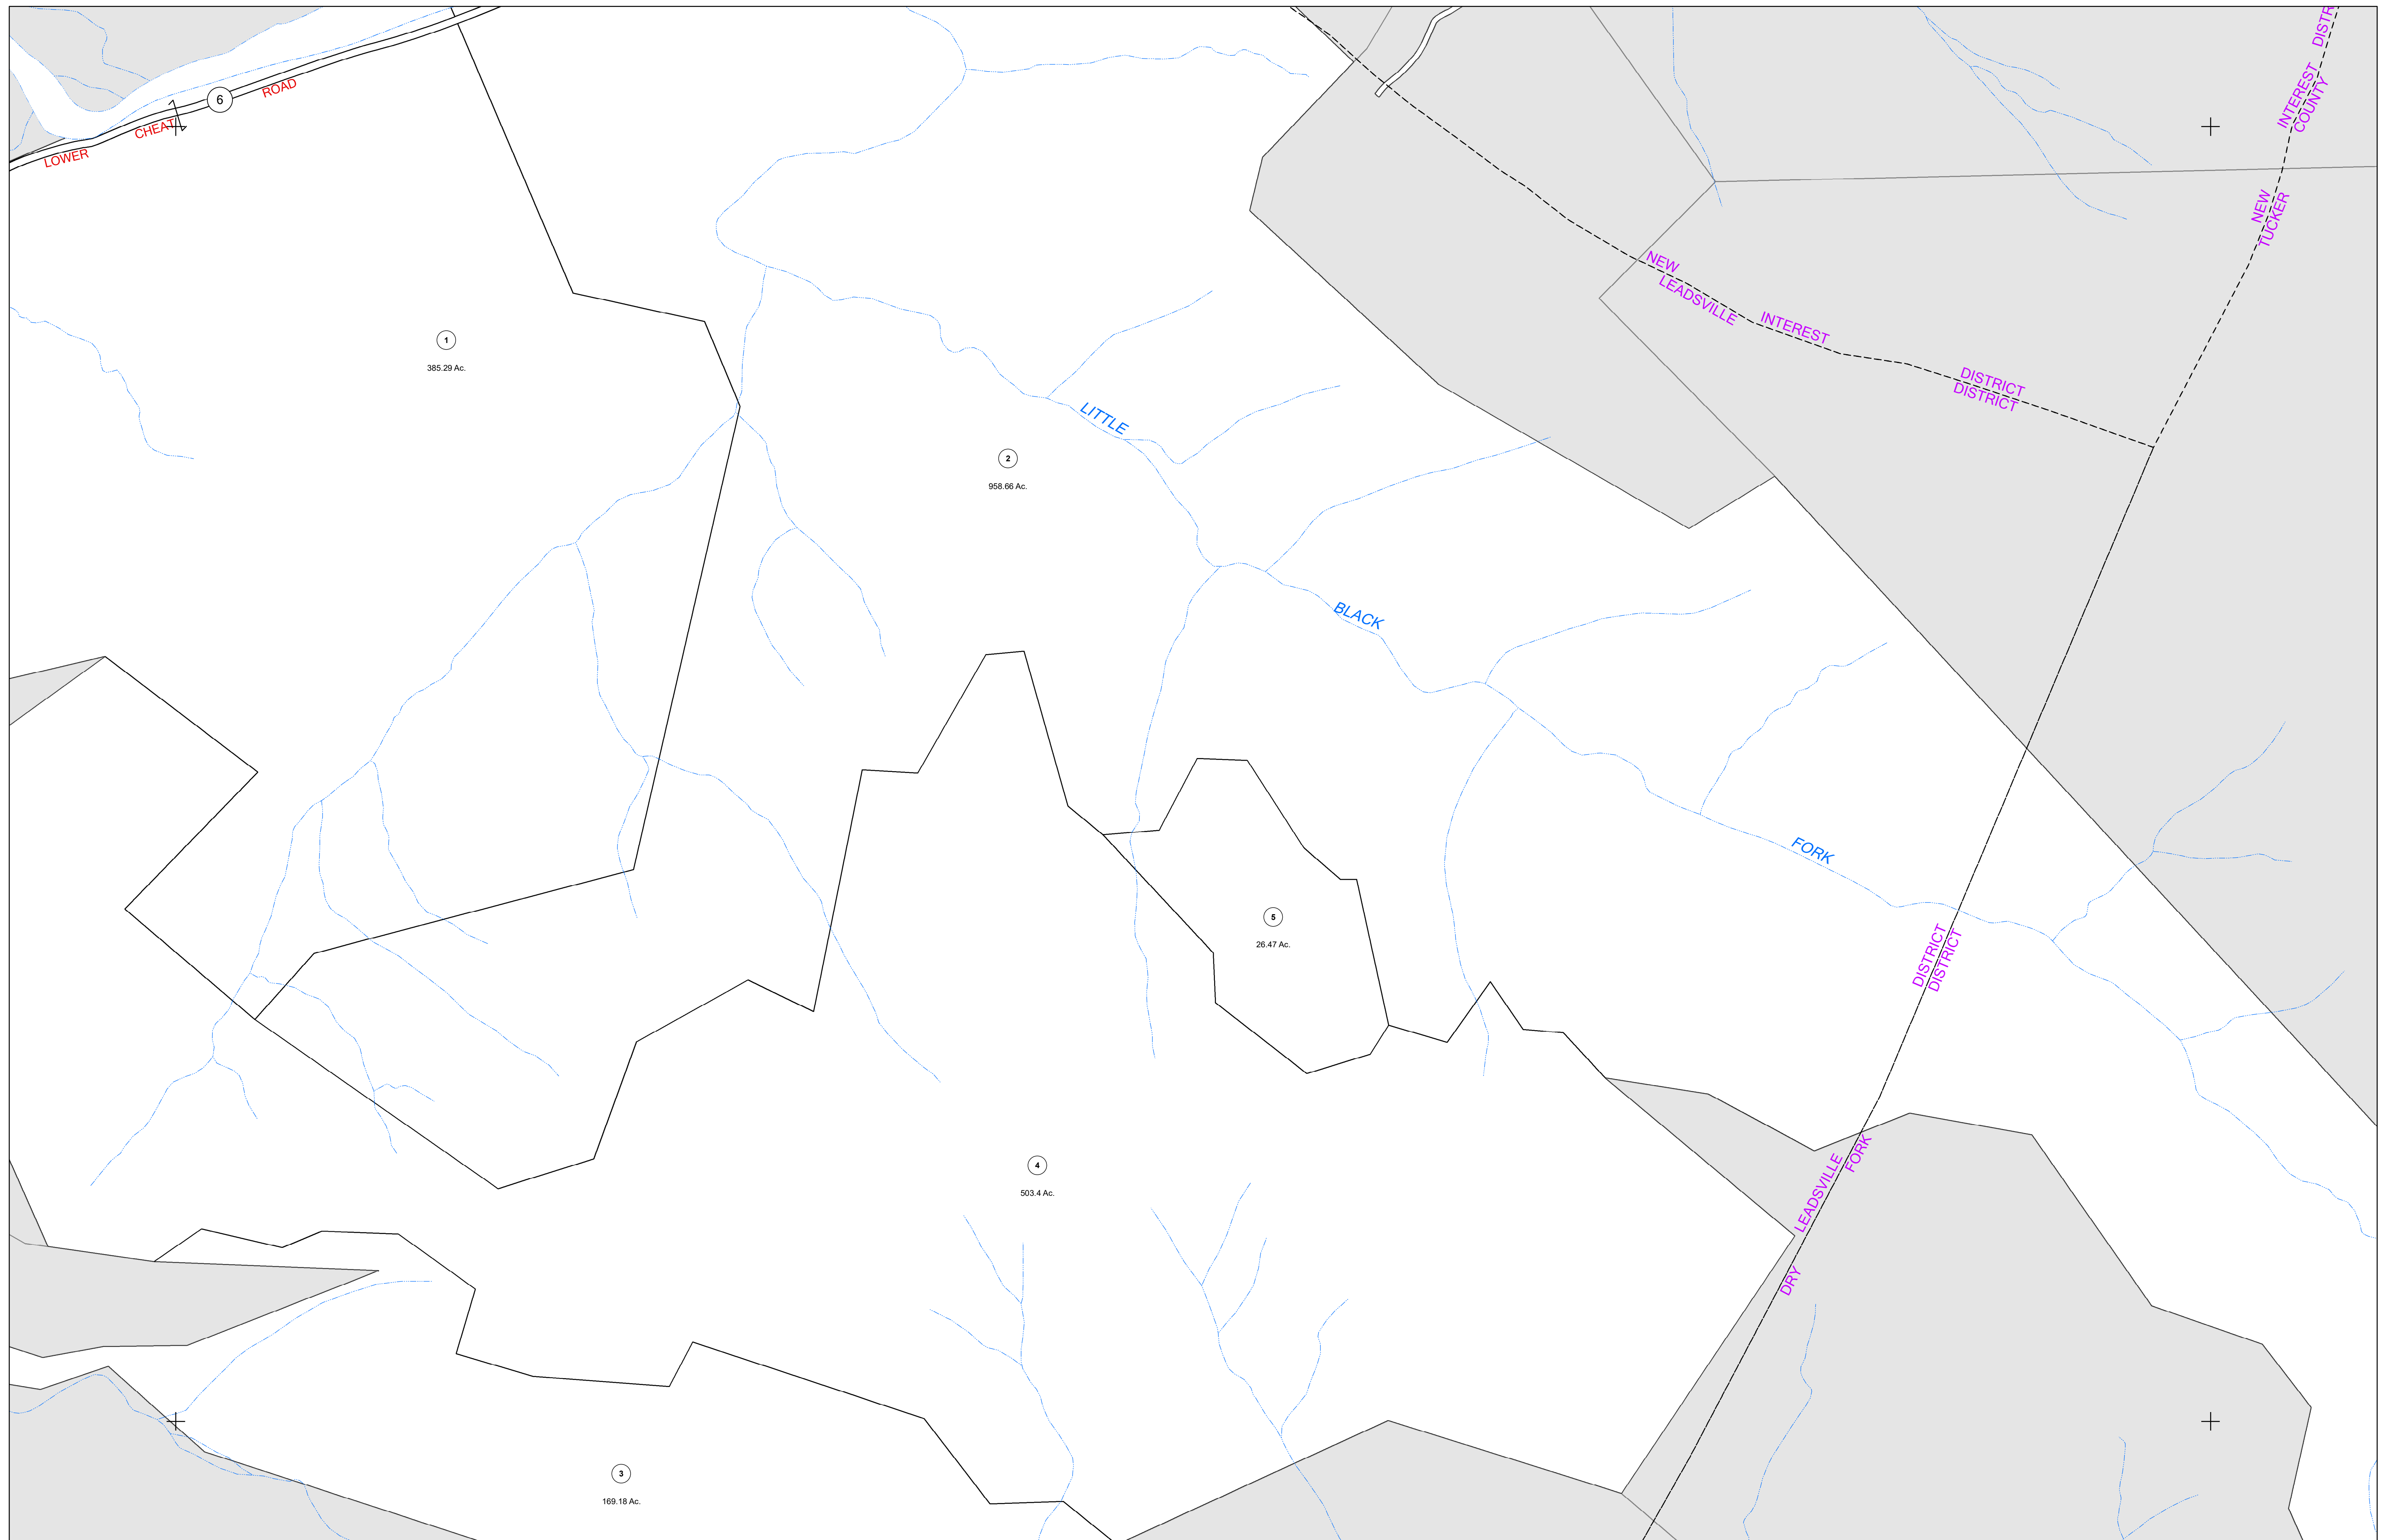 DISTR
INTEREST
COUNTY
6
ROAD
CHEAT
LOWER
NEW
TUCKER
NEW
LEADSVILLE
INTEREST
1
385.29 Ac.
DISTRICT
DISTRICT
LITTLE
2
958.66 Ac.
BLACK
FORK
5
26.47 Ac.
DISTRICT
DISTRICT
4
503.4 Ac.
LEADSVILLE
FORK
DRY
3
169.18 Ac.